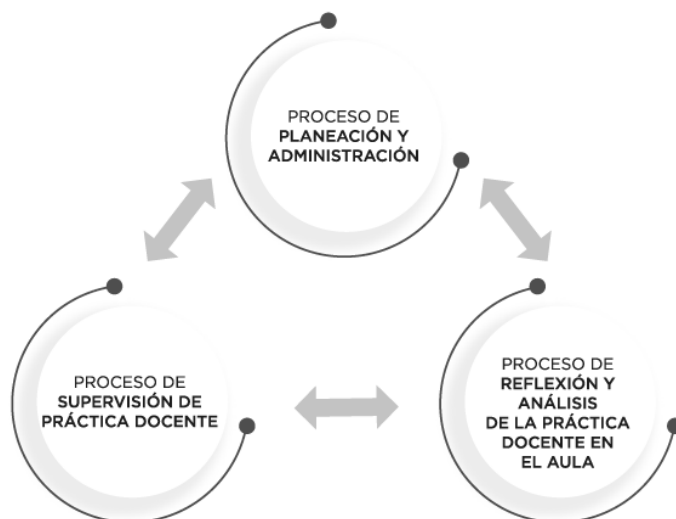 PROCESO DE
PLANEACIÓN Y
ADMINISTRACIÓN
PROCESO DE
SUPERVISIÓN DE
PRÁCTICA DOCENTE
PROCESO DE
REFLEXIÓN Y
ANÁLISIS
DE LA PRÁCTICA
DOCENTE EN
EL AULA